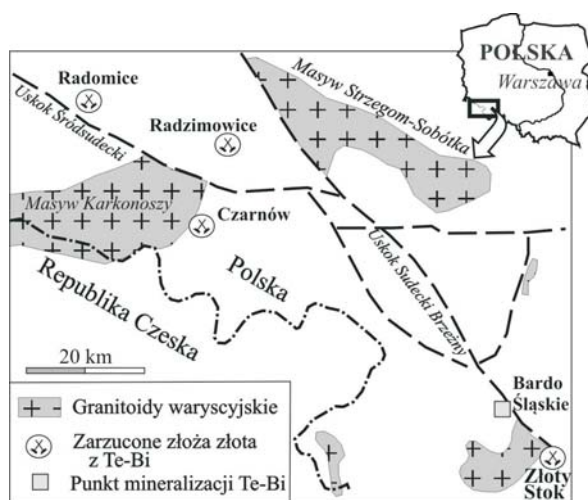 POLSKA
Warszawa
Radomice
Uskok Śródsudecki
Radzimowice
Masyw Strzegom-Sobótka
Masyw Karkonoszy
Czarnów
Uskok Sudecki Brzeżny
Polska
Republika Czeska
20 km
Bardo
Śląskie
Złoty
Stok
Granitoidy waryscyjskie
Zarzucone złoża złota
z Te-Bi
Punkt mineralizacji Te-Bi